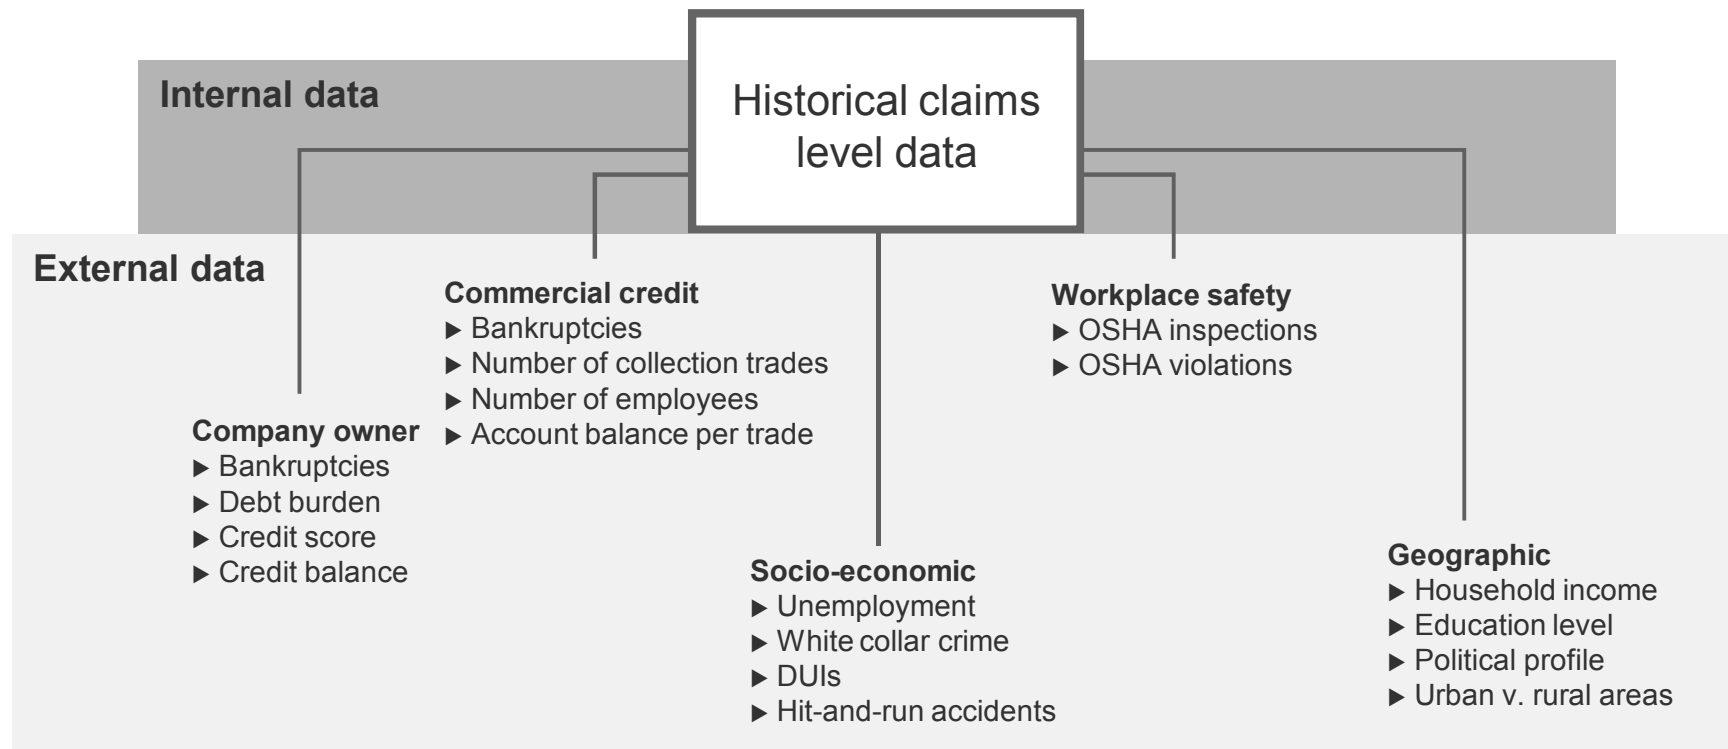 Internal data
Historical claims
level data
External data
Company owner
▶ Bankruptcies
▶ Debt burden
▶ Credit score
▶ Credit balance
Commercial credit
▶ Bankruptcies
▶ Number of collection trades
▶ Number of employees
▶ Account balance per trade
Socio-economic
▶ Unemployment
▶ White collar crime
▶ DUIs
▶ Hit-and-run accidents
Workplace safety
▶ OSHA inspections
▶ OSHA violations
Geographic
▶ Household income
▶ Education level
▶ Political profile
▶ Urban v. rural areas